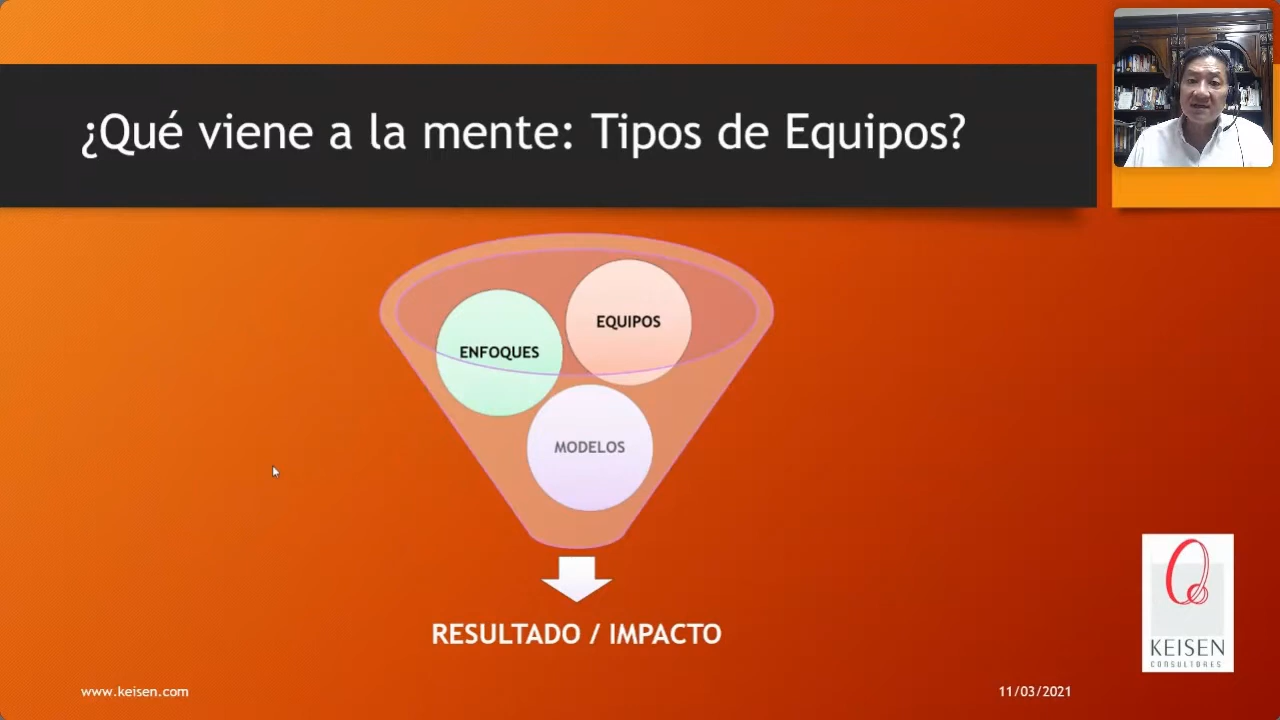 ¿Qué viene a la mente: Tipos de Equipos?
EQUIPOS
ENFOQUES
MODELOS
RESULTADO / IMPACTO
KEISEN
CONSULTORES
www.keisen.com
11/03/2021